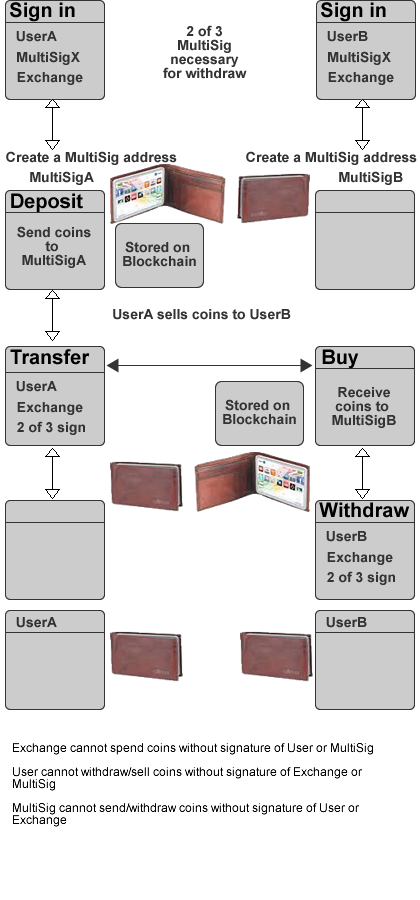 Sign in
UserA
MultiSigX
Exchange
2 of 3
MultiSig
necessary
for withdraw
Sign in
UserB
MultiSigX
Exchange
Create a MultiSig address
MultiSigA
Create a MultiSig address
MultiSigB
Deposit
Send coins
to
MultiSigA
Stored on
Blockchain
UserA sells coins to UserB
Transfer
UserA
Exchange
2 of 3 sign
Buy
Receive
coins to
MultiSigB
Stored on
Blockchain
Withdraw
UserB
Exchange
2 of 3 sign
UserA
UserB
Exchange cannot spend coins without signature of User or MultiSig
User cannot withdraw/sell coins without signature of Exchange or
MultiSig
MultiSig cannot send/withdraw coins without signature of User or
Exchange